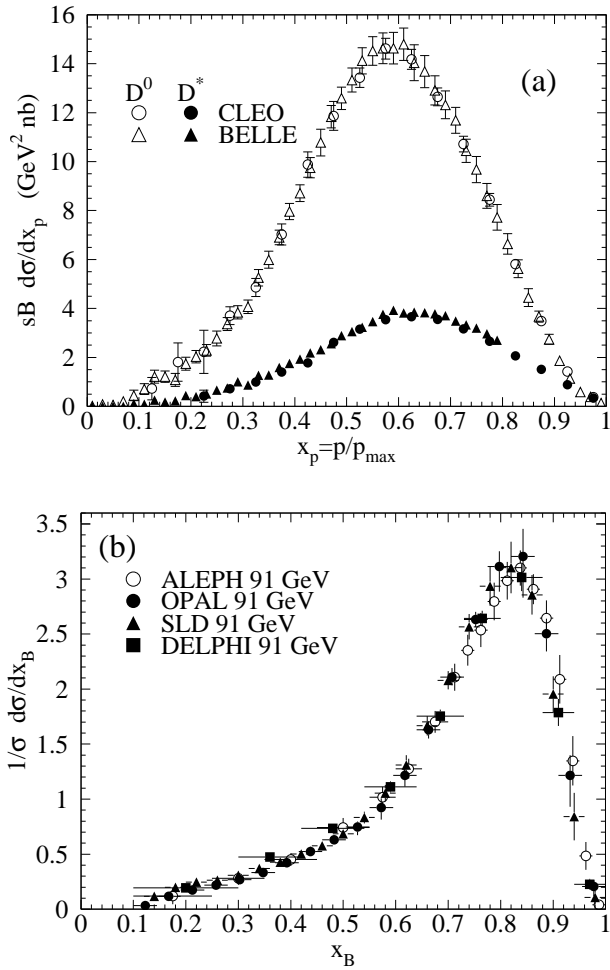 16
14
12
10
8
6
4
2
0
sB dσ/dx_p (GeV² nb)
(a)
D⁰ D*
CLEO
BELLE
0 0.1 0.2 0.3 0.4 0.5 0.6 0.7 0.8 0.9 1
x_p=p/p_max
3.5
3
2.5
2
1.5
1
0.5
0
1/σ dσ/dx_B
(b)
ALEPH 91 GeV
OPAL 91 GeV
SLD 91 GeV
DELPHI 91 GeV
0 0.1 0.2 0.3 0.4 0.5 0.6 0.7 0.8 0.9 1
x_B